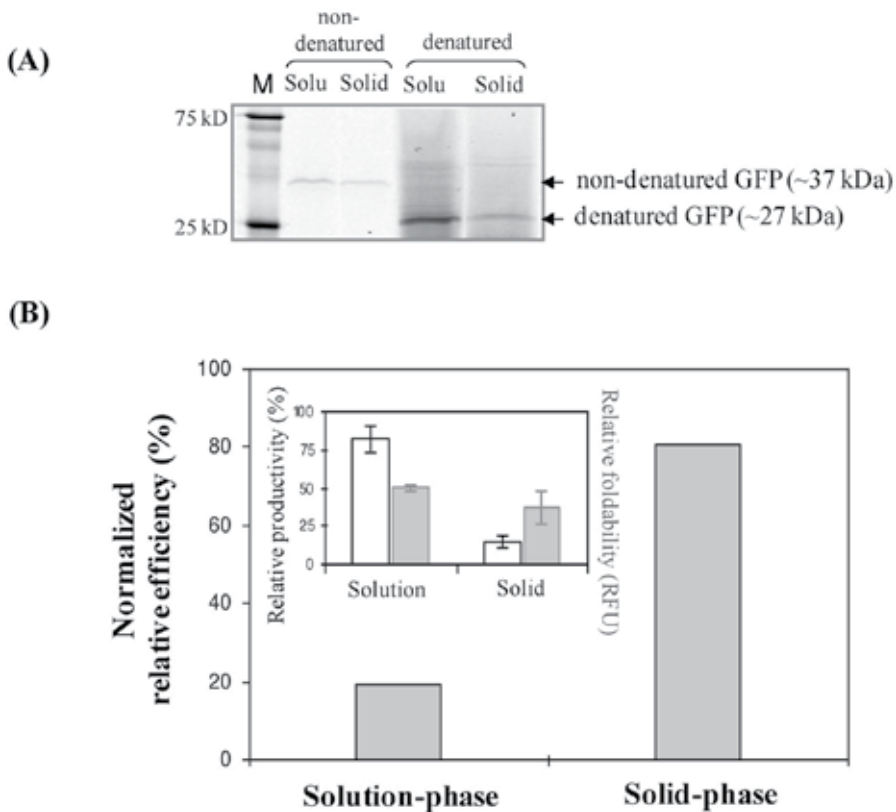 (A)
non-
denatured
denatured
M Solu Solid Solu Solid
75 kD
25 kD
non-denatured GFP (~37 kDa)
denatured GFP (~27 kDa)
(B)
Normalized
relative efficiency (%)
100
80
60
40
20
0
Relative productivity (%)
100
75
50
25
0
Solution Solid
Relative foldability (RFU)
Solution-phase Solid-phase